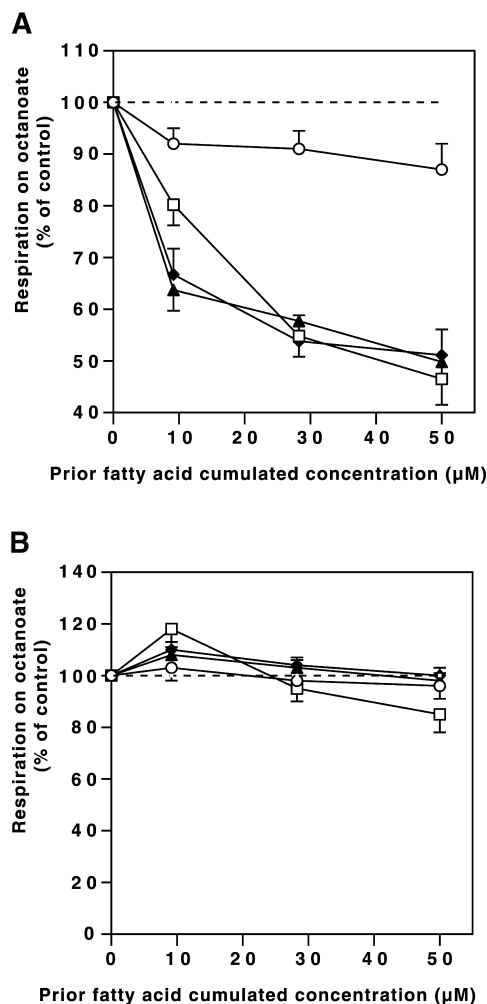 A
110
100
90
80
70
60
50
40
Respiration on octanoate
(% of control)
0 10 20 30 40 50
Prior fatty acid cumulated concentration (µM)
B
140
120
100
80
60
40
20
0
Respiration on octanoate
(% of control)
0 10 20 30 40 50
Prior fatty acid cumulated concentration (µM)